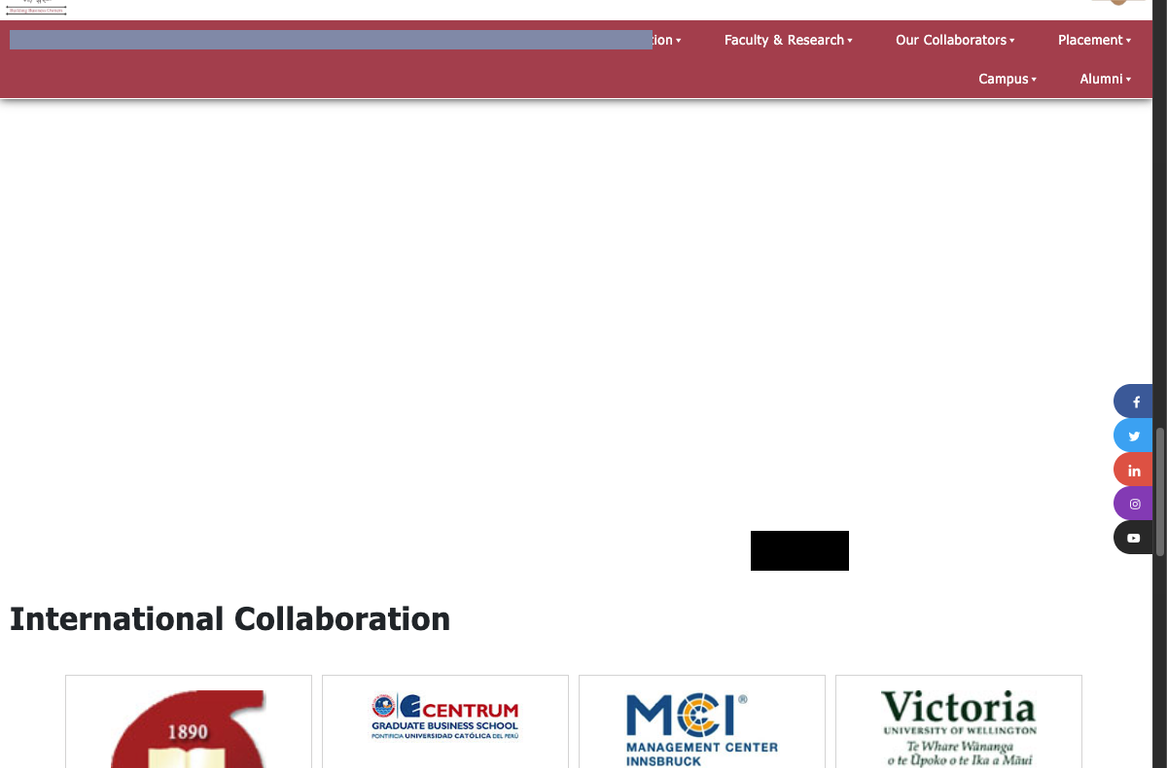 tion
Faculty & Research
Our Collaborators
Placement
Campus
Alumni
International Collaboration
1890
CENTRUM
GRADUATE BUSINESS SCHOOL
PONTIFICIA UNIVERSIDAD CATÓLICA DEL PERÚ
MCI®
MANAGEMENT CENTER
INNSBRUCK
Victoria
UNIVERSITY OF WELLINGTON
Te Whare Wānanga
o te Ūpoko o te Ika a Māui